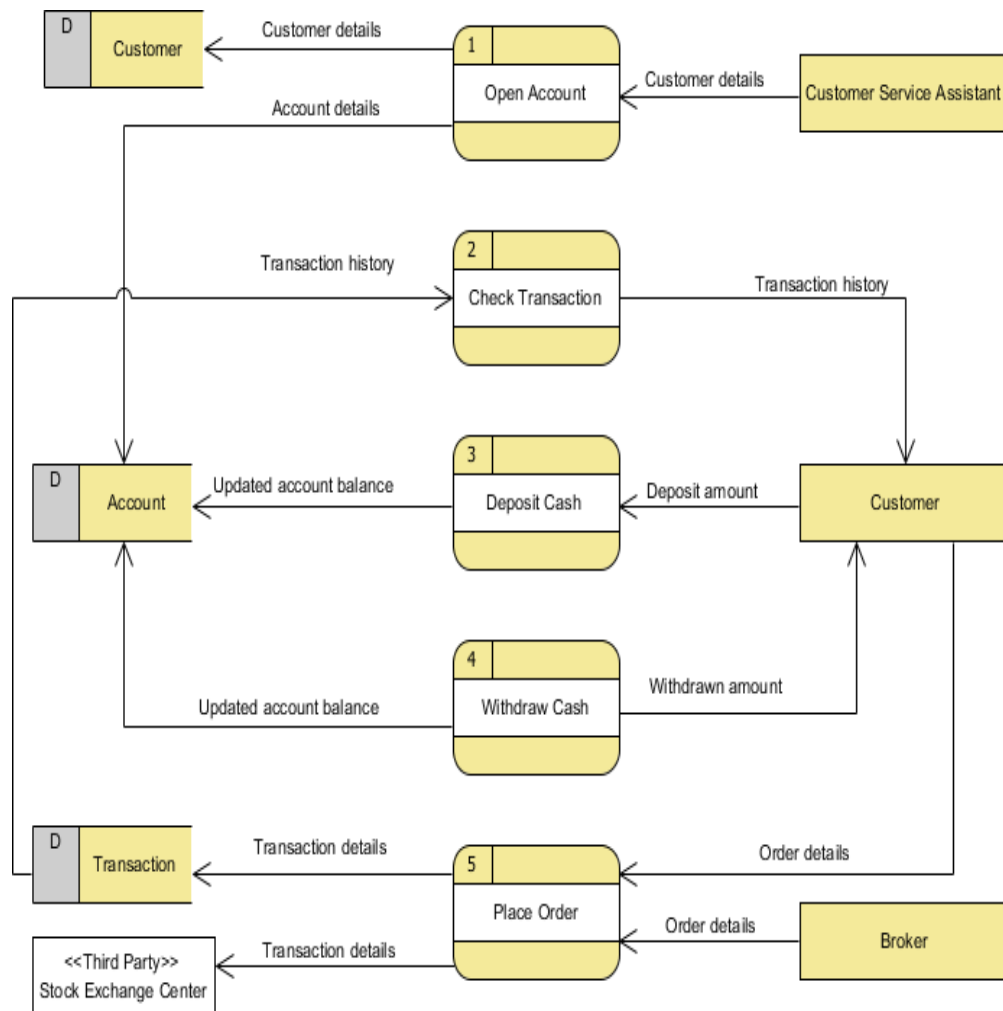 D
Customer
Customer details
1
Open Account
Customer details
Customer Service Assistant
Account details
2
Transaction history
Check Transaction
Transaction history
D
Account
Updated account balance
3
Deposit Cash
Deposit amount
Customer
4
Updated account balance
Withdraw Cash
Withdrawn amount
D
Transaction
Transaction details
5
Place Order
Order details
Order details
Broker
Transaction details
<<Third Party>>
Stock Exchange Center